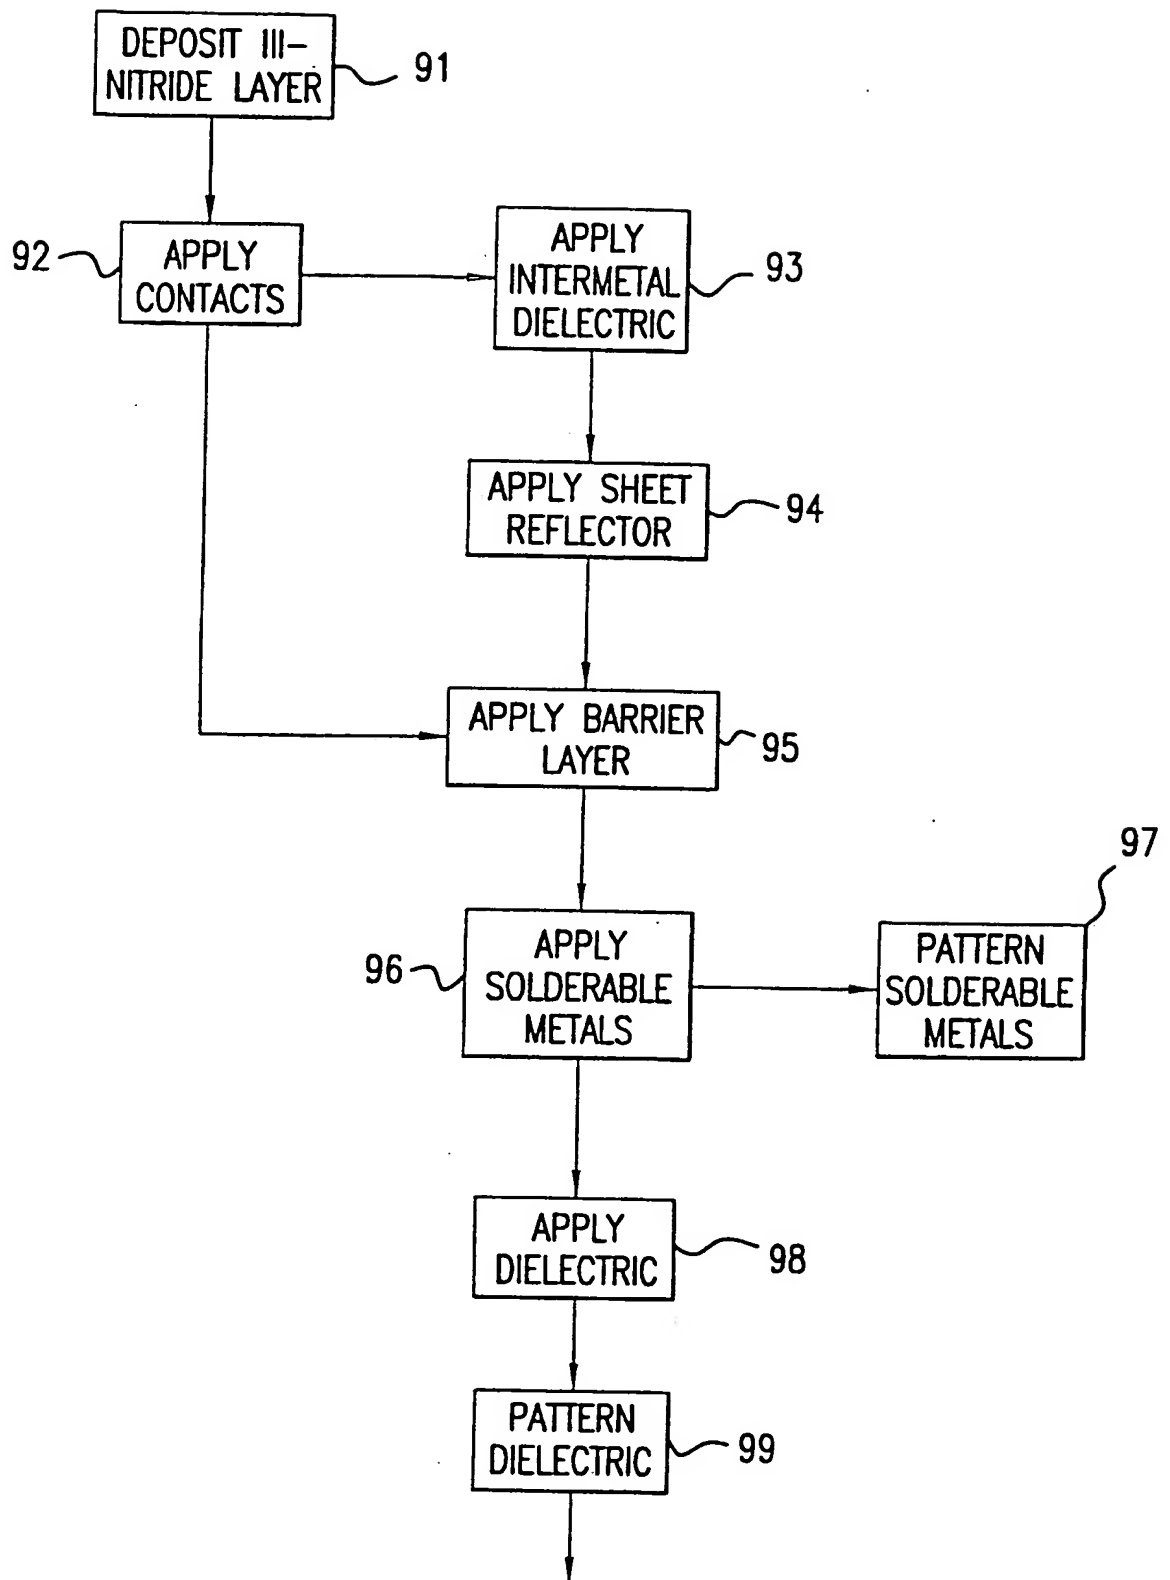 DEPOSIT III-
NITRIDE LAYER
91
92
APPLY
CONTACTS
APPLY
INTERMETAL
DIELECTRIC
93
APPLY SHEET
REFLECTOR
94
APPLY BARRIER
LAYER
95
96
APPLY
SOLDERABLE
METALS
97
PATTERN
SOLDERABLE
METALS
APPLY
DIELECTRIC
98
PATTERN
DIELECTRIC
99